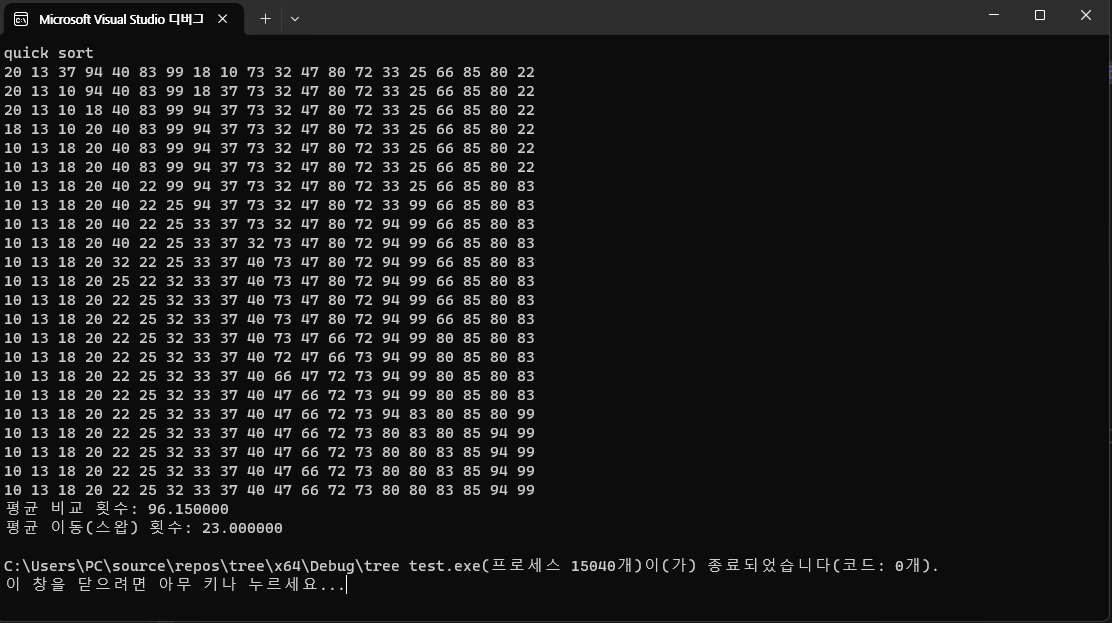 Microsoft Visual Studio 디버그
quick sort
20 13 37 94 40 83 99 18 10 73 32 47 80 72 33 25 66 85 80 22
20 13 10 94 40 83 99 18 37 73 32 47 80 72 33 25 66 85 80 22
20 13 10 18 40 83 99 94 37 73 32 47 80 72 33 25 66 85 80 22
18 13 10 20 40 83 99 94 37 73 32 47 80 72 33 25 66 85 80 22
10 13 18 20 40 83 99 94 37 73 32 47 80 72 33 25 66 85 80 22
10 13 18 20 40 83 99 94 37 73 32 47 80 72 33 25 66 85 80 22
10 13 18 20 40 22 99 94 37 73 32 47 80 72 33 25 66 85 80 83
10 13 18 20 40 22 25 94 37 73 32 47 80 72 33 99 66 85 80 83
10 13 18 20 40 22 25 33 37 73 32 47 80 72 94 99 66 85 80 83
10 13 18 20 40 22 25 33 37 32 73 47 80 72 94 99 66 85 80 83
10 13 18 20 32 22 25 33 37 40 73 47 80 72 94 99 66 85 80 83
10 13 18 20 25 22 32 33 37 40 73 47 80 72 94 99 66 85 80 83
10 13 18 20 22 25 32 33 37 40 73 47 80 72 94 99 66 85 80 83
10 13 18 20 22 25 32 33 37 40 73 47 80 72 94 99 66 85 80 83
10 13 18 20 22 25 32 33 37 40 73 47 66 72 94 99 80 85 80 83
10 13 18 20 22 25 32 33 37 40 72 47 66 73 94 99 80 85 80 83
10 13 18 20 22 25 32 33 37 40 66 47 72 73 94 99 80 85 80 83
10 13 18 20 22 25 32 33 37 40 47 66 72 73 94 99 80 85 80 83
10 13 18 20 22 25 32 33 37 40 47 66 72 73 94 83 80 85 80 99
10 13 18 20 22 25 32 33 37 40 47 66 72 73 80 83 80 85 94 99
10 13 18 20 22 25 32 33 37 40 47 66 72 73 80 80 83 85 94 99
10 13 18 20 22 25 32 33 37 40 47 66 72 73 80 80 83 85 94 99
10 13 18 20 22 25 32 33 37 40 47 66 72 73 80 80 83 85 94 99
평균 비교 횟수: 96.150000
평균 이동(스왑) 횟수: 23.000000
C:\Users\PC\source\repos\tree\x64\Debug\tree test.exe(프로세스 15040개)이(가) 종료되었습니다(코드: 0개).
이 창을 닫으려면 아무 키나 누르세요...